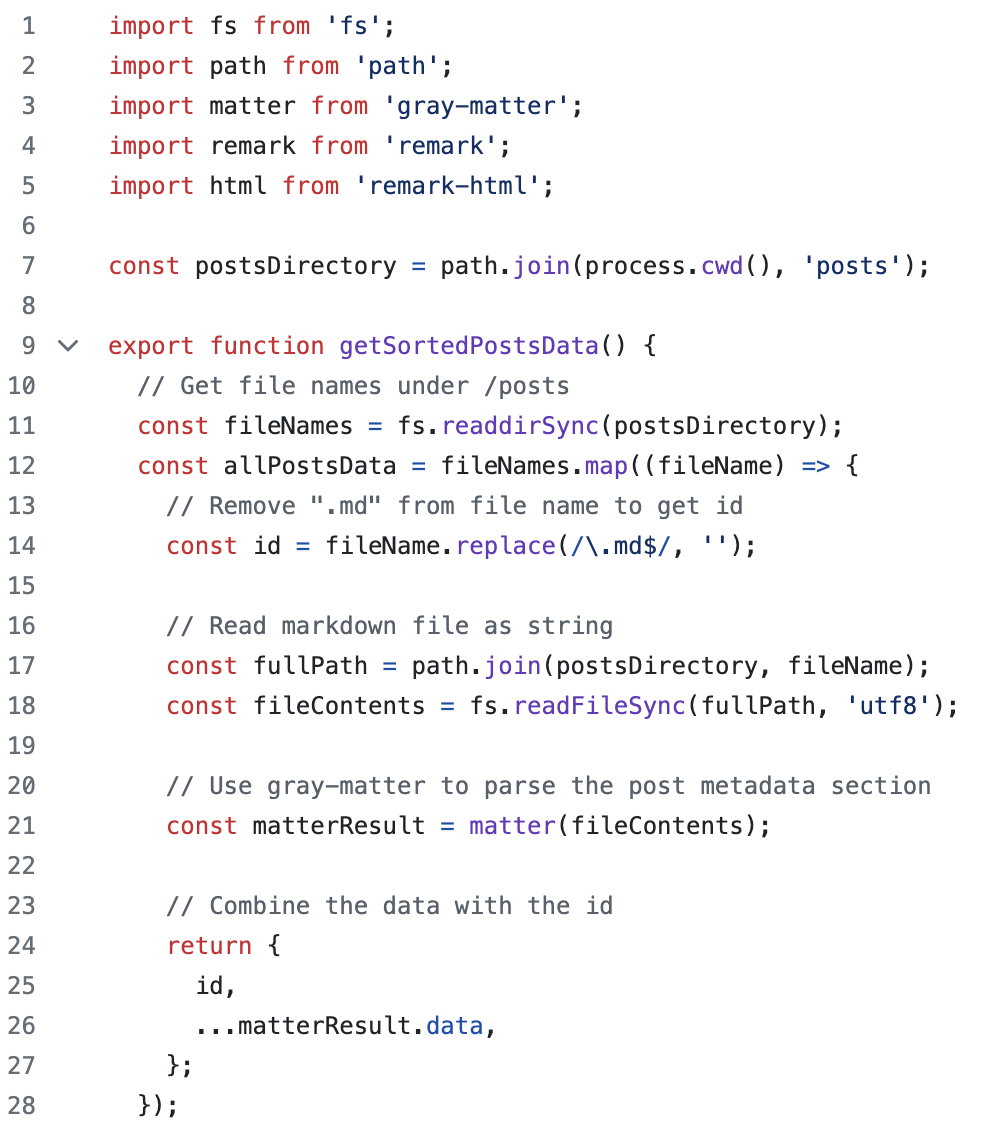 1 import fs from 'fs';
2 import path from 'path';
3 import matter from 'gray-matter';
4 import remark from 'remark';
5 import html from 'remark-html';
6
7 const postsDirectory = path.join(process.cwd(), 'posts');
8
9 export function getSortedPostsData() {
10   // Get file names under /posts
11   const fileNames = fs.readdirSync(postsDirectory);
12   const allPostsData = fileNames.map((fileName) => {
13     // Remove ".md" from file name to get id
14     const id = fileName.replace(/\.md$/, '');
15
16     // Read markdown file as string
17     const fullPath = path.join(postsDirectory, fileName);
18     const fileContents = fs.readFileSync(fullPath, 'utf8');
19
20     // Use gray-matter to parse the post metadata section
21     const matterResult = matter(fileContents);
22
23     // Combine the data with the id
24     return {
25       id,
26       ...matterResult.data,
27     };
28   });